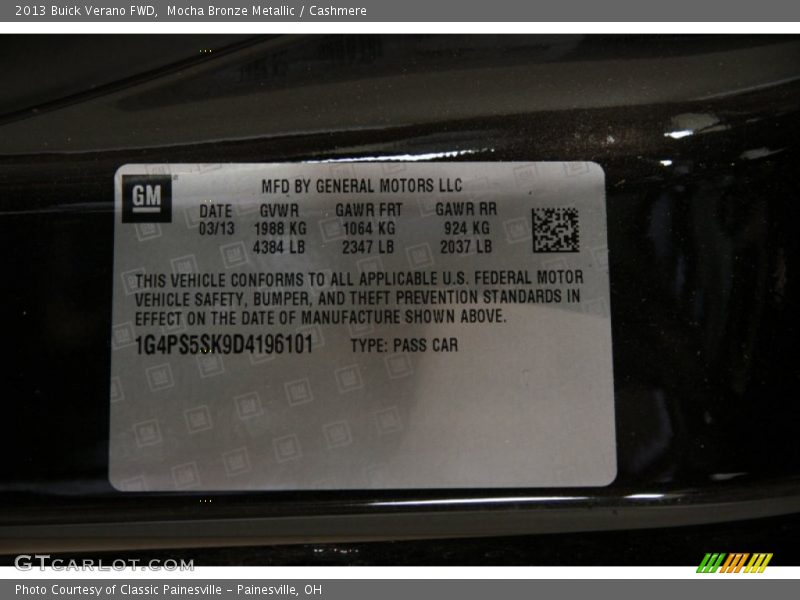 2013 Buick Verano FWD,  Mocha Bronze Metallic / Cashmere
GM
MFD BY GENERAL MOTORS LLC
DATE GVWR GAWR FRT GAWR RR
03/13 1988 KG 1064 KG 924 KG
4384 LB 2347 LB 2037 LB
THIS VEHICLE CONFORMS TO ALL APPLICABLE U.S. FEDERAL MOTOR
VEHICLE SAFETY, BUMPER, AND THEFT PREVENTION STANDARDS IN
EFFECT ON THE DATE OF MANUFACTURE SHOWN ABOVE.
1G4PS5SK9D4196101 TYPE: PASS CAR
GTCARLOT.COM
Photo Courtesy of Classic Painesville - Painesville, OH